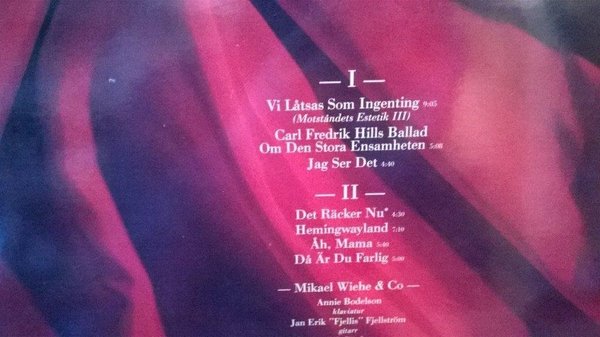 — I —
Vi Låtsas Som Ingenting 9:05
(Motståndets Estetik III)
Carl Fredrik Hills Ballad
Om Den Stora Ensamheten 5:08
Jag Ser Det 4:40
— II —
Det Räcker Nu* 4:30
Hemingwayland 7:10
Åh, Mama 5:40
Då Är Du Farlig 5:00
— Mikael Wiehe & Co —
Annie Bodelson
klaviatur
Jan Erik "Fjellis" Fjellström
gitarr